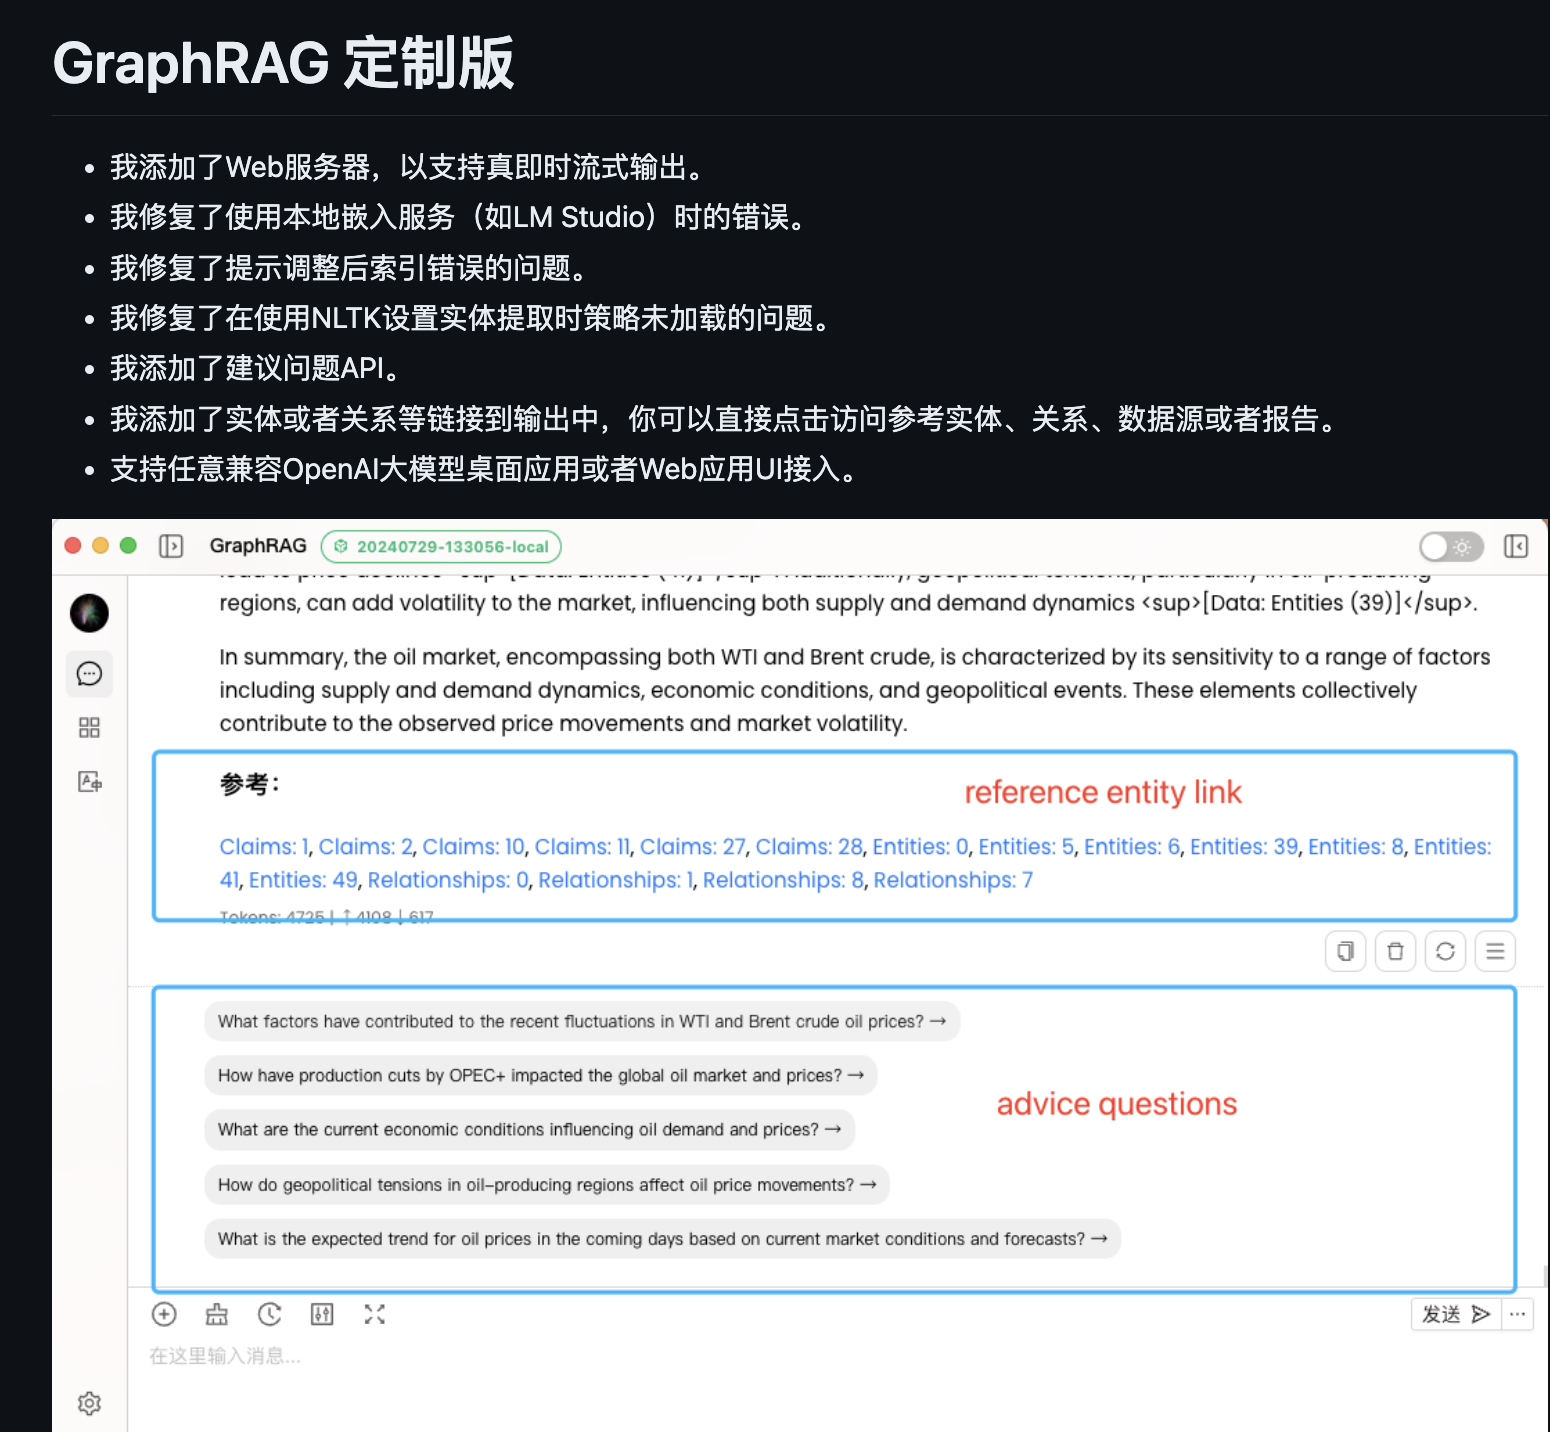 GraphRAG 定制版
我添加了Web服务器，以支持真即时流式输出。
我修复了使用本地嵌入服务（如LM Studio）时的错误。
我修复了提示调整后索引错误的问题。
我修复了在使用NLTK设置实体提取时策略未加载的问题。
我添加了建议问题API。
我添加了实体或者关系等链接到输出中，你可以直接点击访问参考实体、关系、数据源或者报告。
支持任意兼容OpenAI大模型桌面应用或者Web应用UI接入。
GraphRAG 20240729-133056-local
regions, can add volatility to the market, influencing both supply and demand dynamics <sup>[Data: Entities (39)]</sup>.
In summary, the oil market, encompassing both WTI and Brent crude, is characterized by its sensitivity to a range of factors
including supply and demand dynamics, economic conditions, and geopolitical events. These elements collectively
contribute to the observed price movements and market volatility.
参考：
reference entity link
Claims: 1, Claims: 2, Claims: 10, Claims: 11, Claims: 27, Claims: 28, Entities: 0, Entities: 5, Entities: 6, Entities: 39, Entities: 8, Entities:
41, Entities: 49, Relationships: 0, Relationships: 1, Relationships: 8, Relationships: 7
Tokens: 4725 | ↑ 4108 ↓ 617
What factors have contributed to the recent fluctuations in WTI and Brent crude oil prices? →
How have production cuts by OPEC+ impacted the global oil market and prices? →
advice questions
What are the current economic conditions influencing oil demand and prices? →
How do geopolitical tensions in oil-producing regions affect oil price movements? →
What is the expected trend for oil prices in the coming days based on current market conditions and forecasts? →
发送
在这里输入消息...